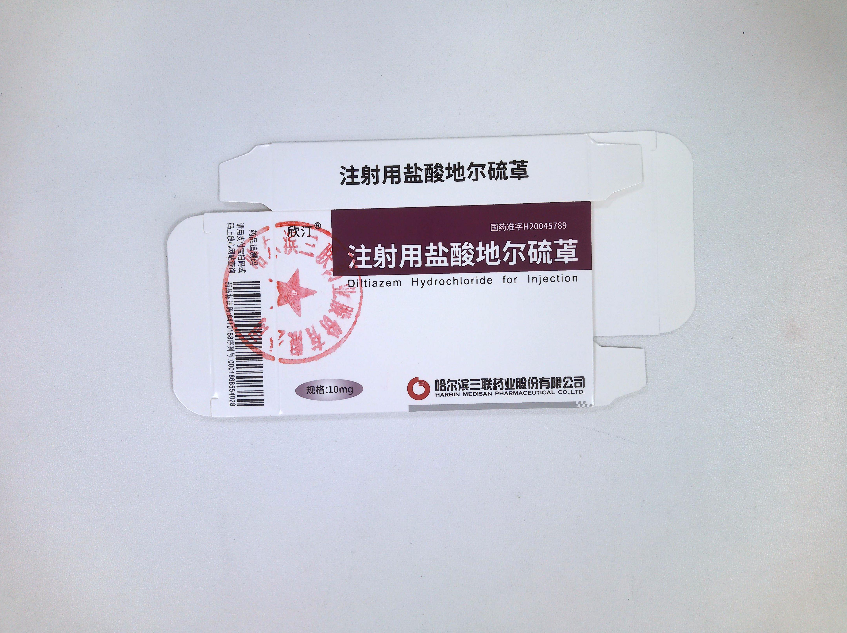 注射用盐酸地尔硫䓬
欣汀®
国药准字H20045789
注射用盐酸地尔硫䓬
Diltiazem Hydrochloride for Injection
规格:10mg
哈尔滨三联药业股份有限公司
HARBIN MEDISAN PHARMACEUTICAL CO.,LTD